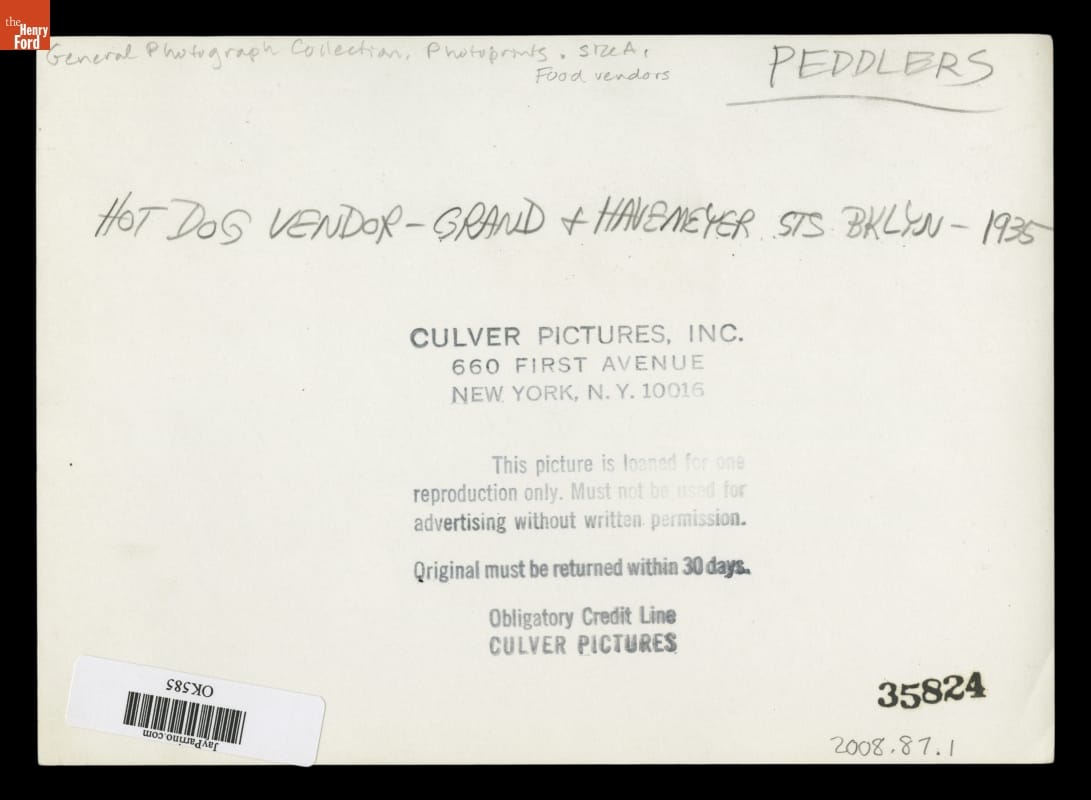 the
Henry
Ford
General Photograph Collection, Photoprints, size A,
Food vendors
PEDDLERS
HOT DOG VENDOR - GRAND & HAVEMEYER STS BKLYN - 1935
CULVER PICTURES, INC.
660 FIRST AVENUE
NEW YORK, N.Y. 10016
This picture is loaned for one
reproduction only. Must not be used for
advertising without written permission.
Original must be returned within 30 days.
Obligatory Credit Line
CULVER PICTURES
35824
2008.87.1
JayParrino.com
OK585